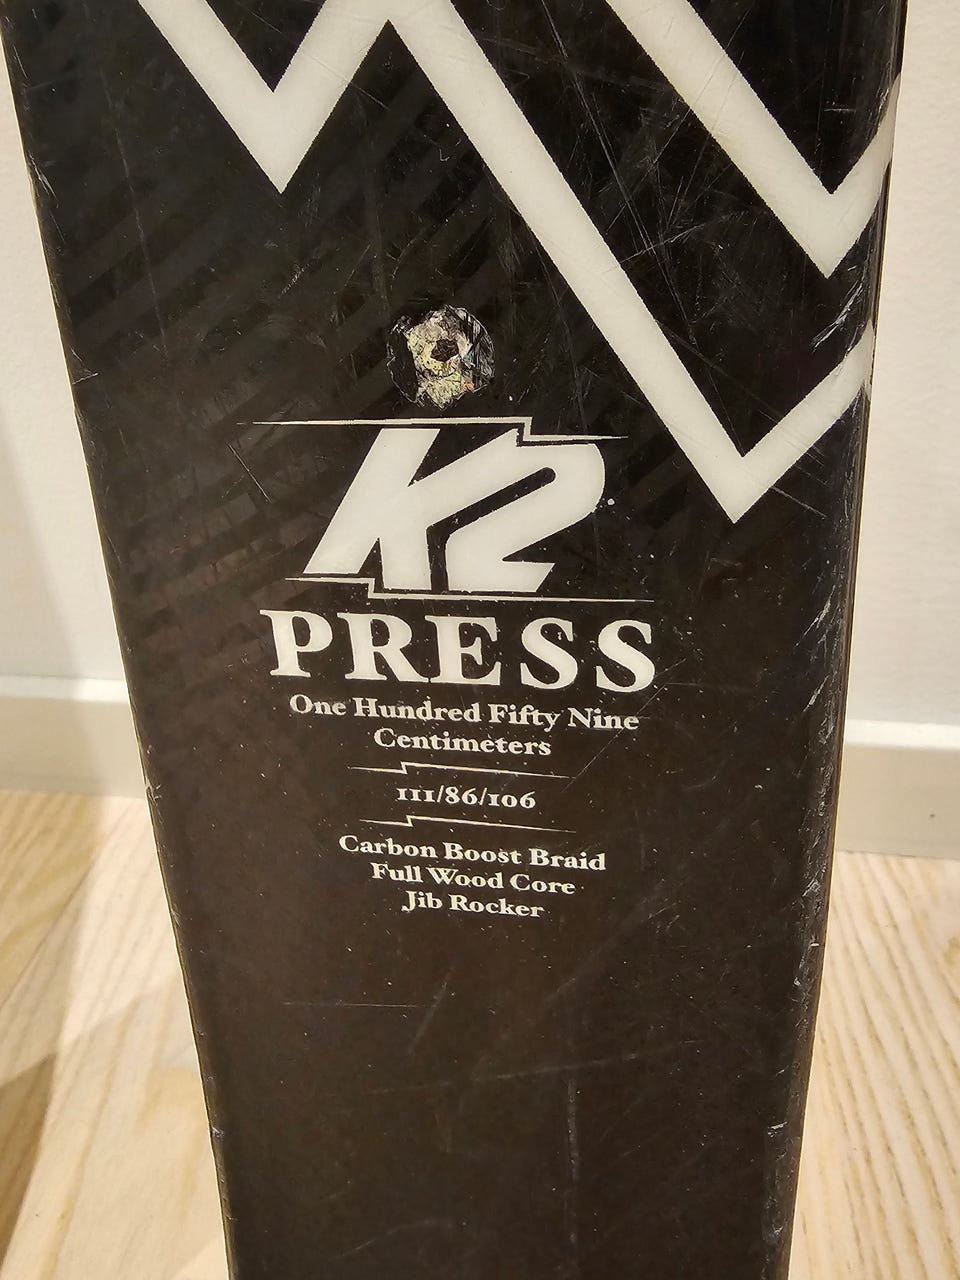 K2
PRESS
One Hundred Fifty Nine
Centimeters
111/86/106
Carbon Boost Braid
Full Wood Core
Jib Rocker